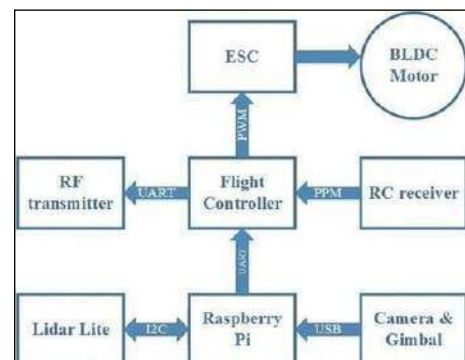 ESC
BLDC
Motor
PWM
RF
transmitter
UART
Flight
Controller
PPM
RC receiver
UART
Lidar Lite
I2C
Raspberry
Pi
USB
Camera &
Gimbal